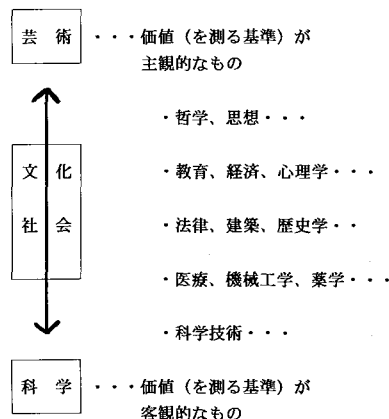 芸術・・・価値（を測る基準）が
主観的なもの
・哲学、思想・・・
文化
・教育、経済、心理学・・・
社会
・法律、建築、歴史学・・
・医療、機械工学、薬学・・・
・科学技術・・・
科学・・・価値（を測る基準）が
客観的なもの